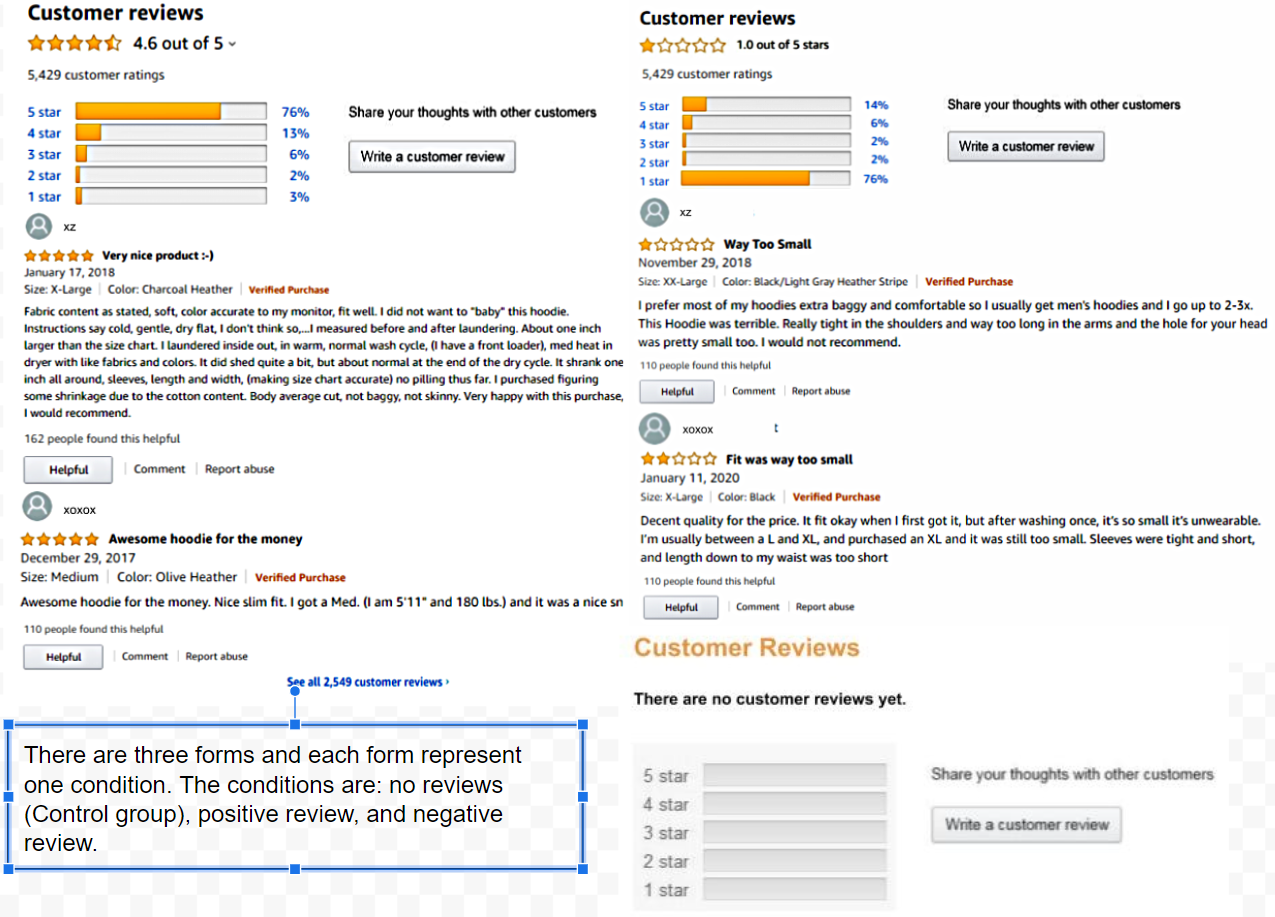 Customer reviews
4.6 out of 5
5,429 customer ratings
5 star 76%
4 star 13%
3 star 6%
2 star 2%
1 star 3%
Share your thoughts with other customers
Write a customer review
xz
Very nice product :-)
January 17, 2018
Size: X-Large Color: Charcoal Heather Verified Purchase
Fabric content as stated, soft, color accurate to my monitor, fit well. I did not want to "baby" this hoodie.
Instructions say cold, gentle, dry flat, I don't think so,...I measured before and after laundering. About one inch
larger than the size chart. I laundered inside out, in warm, normal wash cycle, (I have a front loader), med heat in
dryer with like fabrics and colors. It did shed quite a bit, but about normal at the end of the dry cycle. It shrank one
inch all around, sleeves, length and width, (making size chart accurate) no pilling thus far. I purchased figuring
some shrinkage due to the cotton content. Body average cut, not baggy, not skinny. Very happy with this purchase,
I would recommend.
162 people found this helpful
Helpful Comment Report abuse
xoxox
Awesome hoodie for the money
December 29, 2017
Size: Medium Color: Olive Heather Verified Purchase
Awesome hoodie for the money. Nice slim fit. I got a Med. (I am 5'11" and 180 lbs.) and it was a nice sn
110 people found this helpful
Helpful Comment Report abuse
See all 2,549 customer reviews ›
There are three forms and each form represent
one condition. The conditions are: no reviews
(Control group), positive review, and negative
review.
Customer reviews
1.0 out of 5 stars
5,429 customer ratings
5 star 14%
4 star 6%
3 star 2%
2 star 2%
1 star 76%
Share your thoughts with other customers
Write a customer review
xz
Way Too Small
November 29, 2018
Size: XX-Large Color: Black/Light Gray Heather Stripe Verified Purchase
I prefer most of my hoodies extra baggy and comfortable so I usually get men's hoodies and I go up to 2-3x.
This Hoodie was terrible. Really tight in the shoulders and way too long in the arms and the hole for your head
was pretty small too. I would not recommend.
110 people found this helpful
Helpful Comment Report abuse
xoxox t
Fit was way too small
January 11, 2020
Size: X-Large Color: Black Verified Purchase
Decent quality for the price. It fit okay when I first got it, but after washing once, it's so small it's unwearable.
I'm usually between a L and XL, and purchased an XL and it was still too small. Sleeves were tight and short,
and length down to my waist was too short
110 people found this helpful
Helpful Comment Report abuse
Customer Reviews
There are no customer reviews yet.
5 star
4 star
3 star
2 star
1 star
Share your thoughts with other customers
Write a customer review